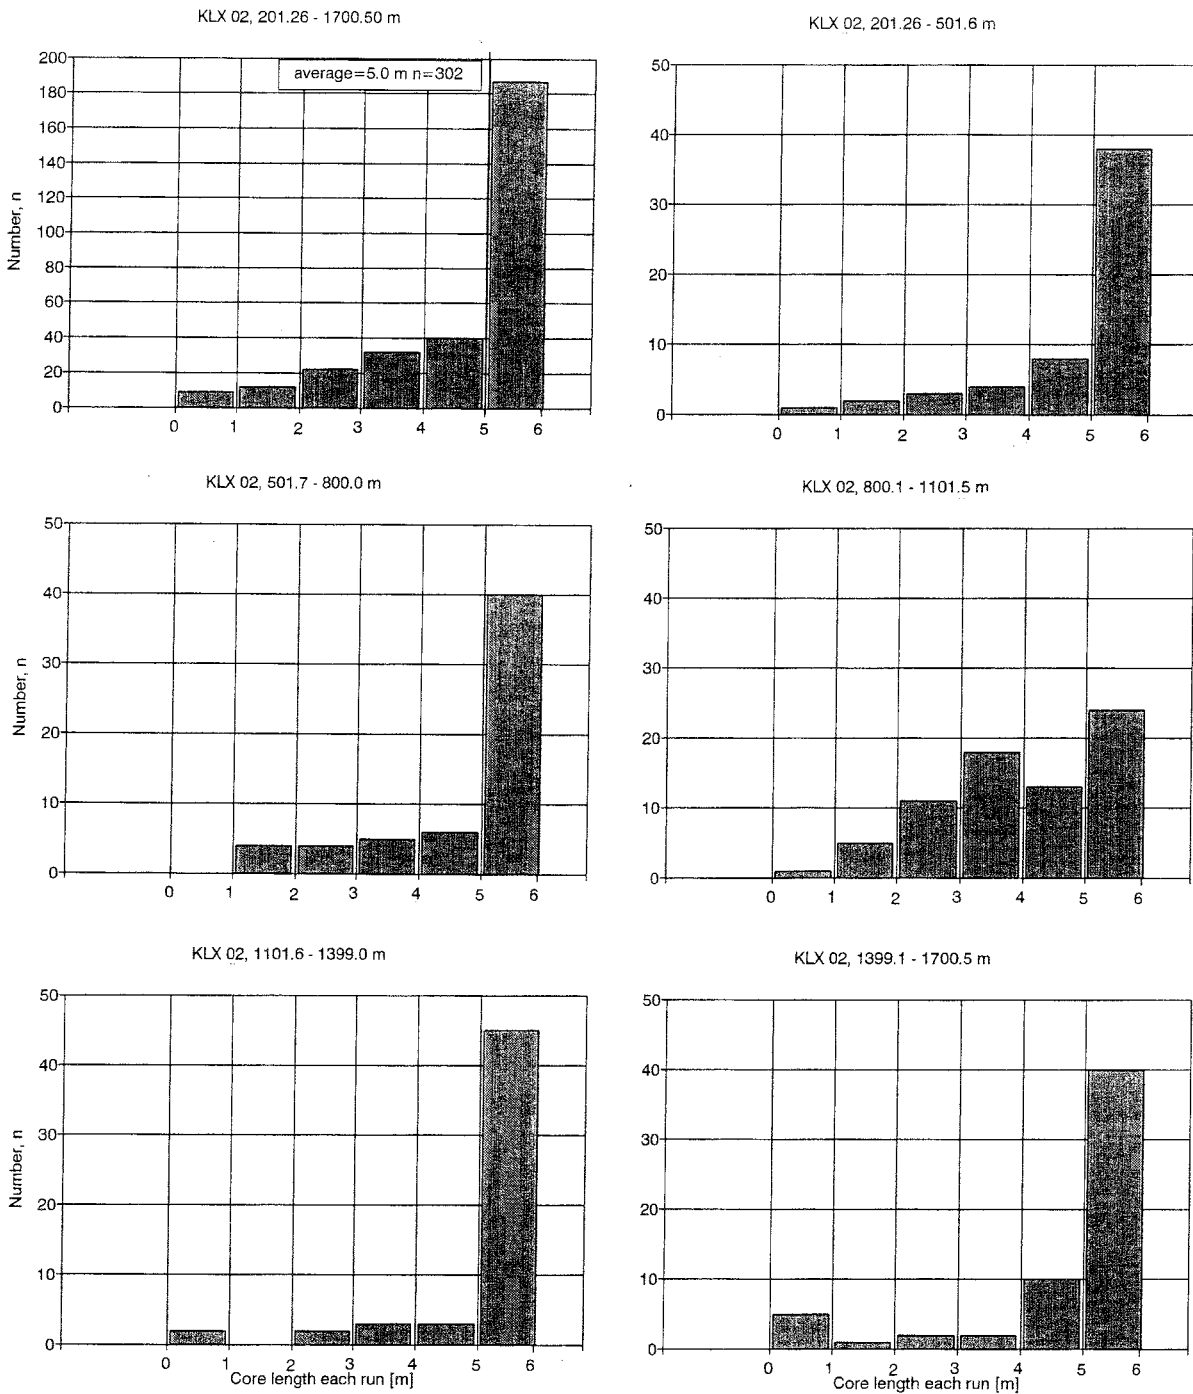 KLX 02, 201.26 - 1700.50 m
average=5.0 m n=302
Number, n
200
180
160
140
120
100
80
60
40
20
0
0 1 2 3 4 5 6
KLX 02, 201.26 - 501.6 m
50
40
30
20
10
0
0 1 2 3 4 5 6
KLX 02, 501.7 - 800.0 m
Number, n
50
40
30
20
10
0
0 1 2 3 4 5 6
KLX 02, 800.1 - 1101.5 m
50
40
30
20
10
0
0 1 2 3 4 5 6
KLX 02, 1101.6 - 1399.0 m
Number, n
50
40
30
20
10
0
0 1 2 3 4 5 6
Core length each run [m]
KLX 02, 1399.1 - 1700.5 m
50
40
30
20
10
0
0 1 2 3 4 5 6
Core length each run [m]